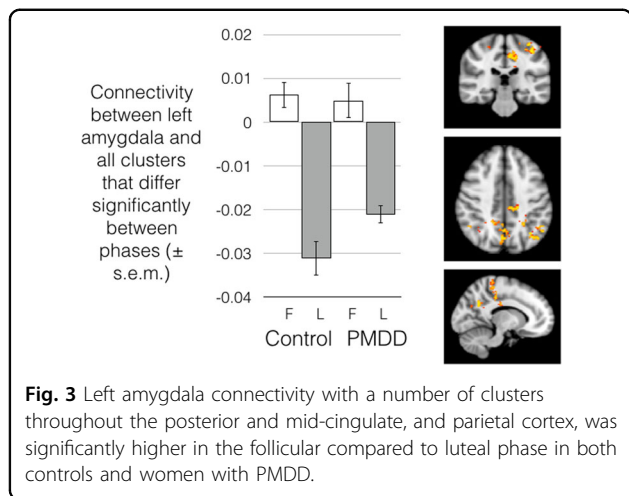 0.02
0.01
0
-0.01
-0.02
-0.03
-0.04
Connectivity
between left
amygdala and
all clusters
that differ
significantly
between
phases (±
s.e.m.)
F L F L
Control PMDD
Fig. 3 Left amygdala connectivity with a number of clusters
throughout the posterior and mid-cingulate, and parietal cortex, was
significantly higher in the follicular compared to luteal phase in both
controls and women with PMDD.